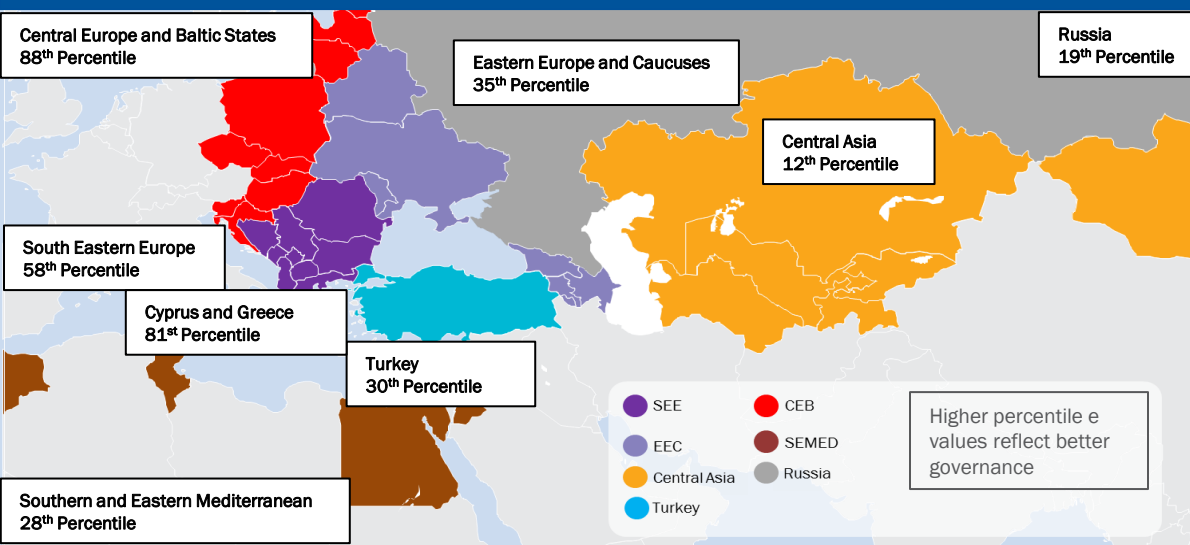 Central Europe and Baltic States
88th Percentile
Eastern Europe and Caucuses
35th Percentile
Russia
19th Percentile
Central Asia
12th Percentile
South Eastern Europe
58th Percentile
Cyprus and Greece
81st Percentile
Turkey
30th Percentile
Southern and Eastern Mediterranean
28th Percentile
SEE
CEB
EEC
SEMED
Central Asia
Russia
Turkey
Higher percentile e
values reflect better
governance